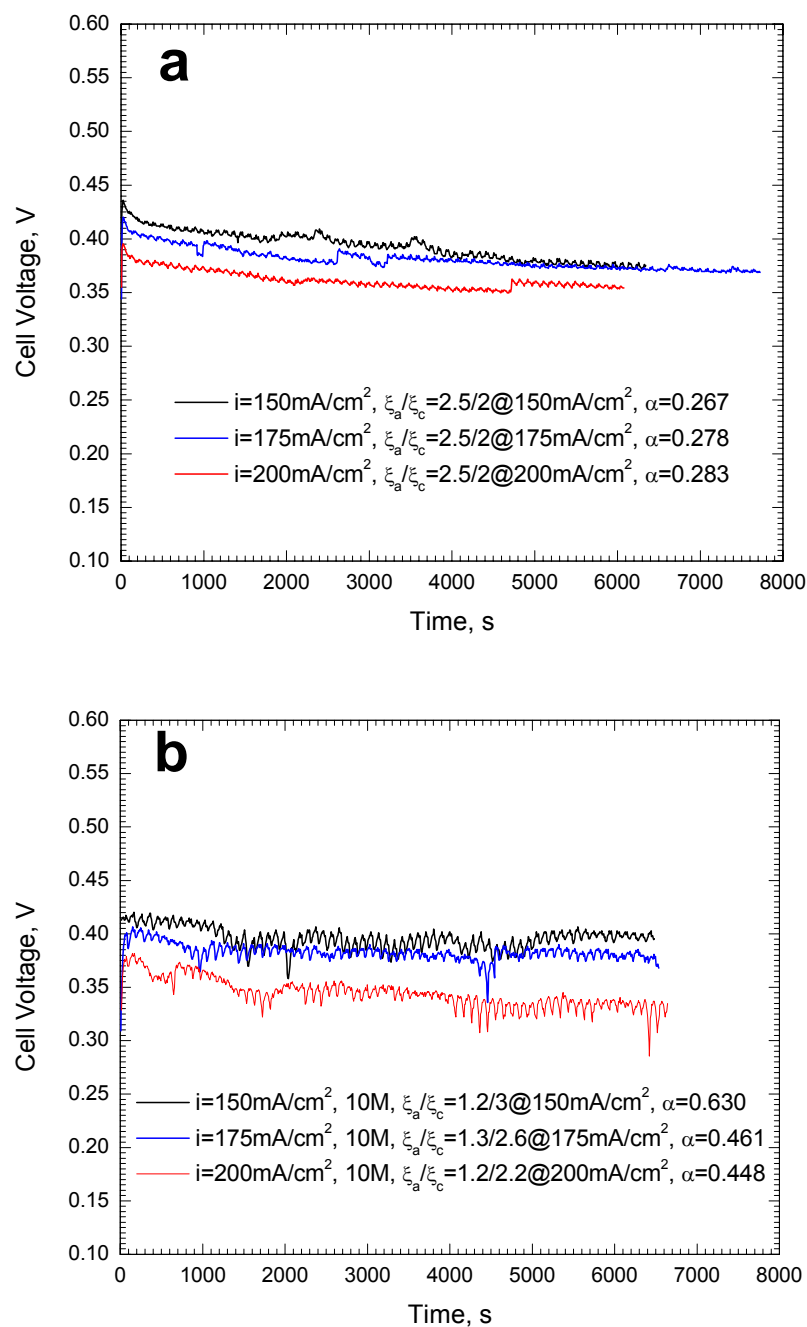 a
0.60
0.55
0.50
0.45
0.40
0.35
0.30
0.25
0.20
0.15
0.10
Cell Voltage, V
i=150mA/cm², ξₐ/ξ꜀=2.5/2@150mA/cm², α=0.267
i=175mA/cm², ξₐ/ξ꜀=2.5/2@175mA/cm², α=0.278
i=200mA/cm², ξₐ/ξ꜀=2.5/2@200mA/cm², α=0.283
0 1000 2000 3000 4000 5000 6000 7000 8000
Time, s
b
0.60
0.55
0.50
0.45
0.40
0.35
0.30
0.25
0.20
0.15
0.10
Cell Voltage, V
i=150mA/cm², 10M, ξₐ/ξ꜀=1.2/3@150mA/cm², α=0.630
i=175mA/cm², 10M, ξₐ/ξ꜀=1.3/2.6@175mA/cm², α=0.461
i=200mA/cm², 10M, ξₐ/ξ꜀=1.2/2.2@200mA/cm², α=0.448
0 1000 2000 3000 4000 5000 6000 7000 8000
Time, s